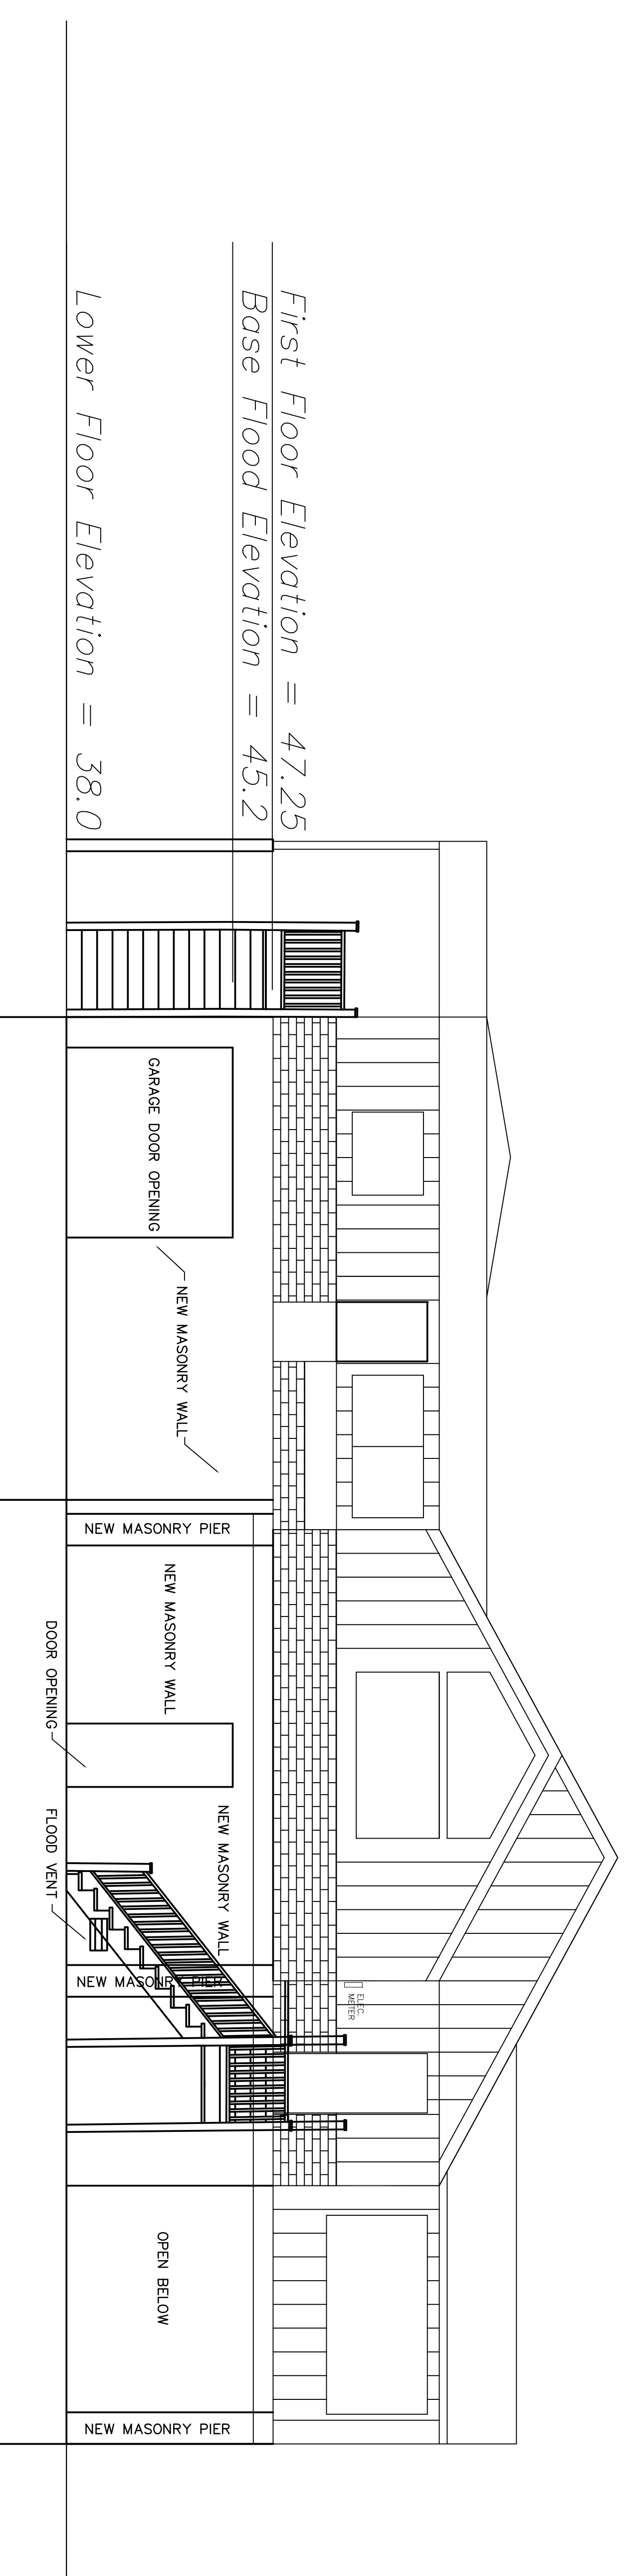 First Floor Elevation = 47.25
Base Flood Elevation = 45.2
Lower Floor Elevation = 38.0
GARAGE DOOR OPENING
NEW MASONRY WALL
NEW MASONRY PIER
NEW MASONRY WALL
DOOR OPENING
NEW MASONRY WALL
FLOOD VENT
NEW MASONRY PIER
ELEC.
METER
OPEN BELOW
NEW MASONRY PIER